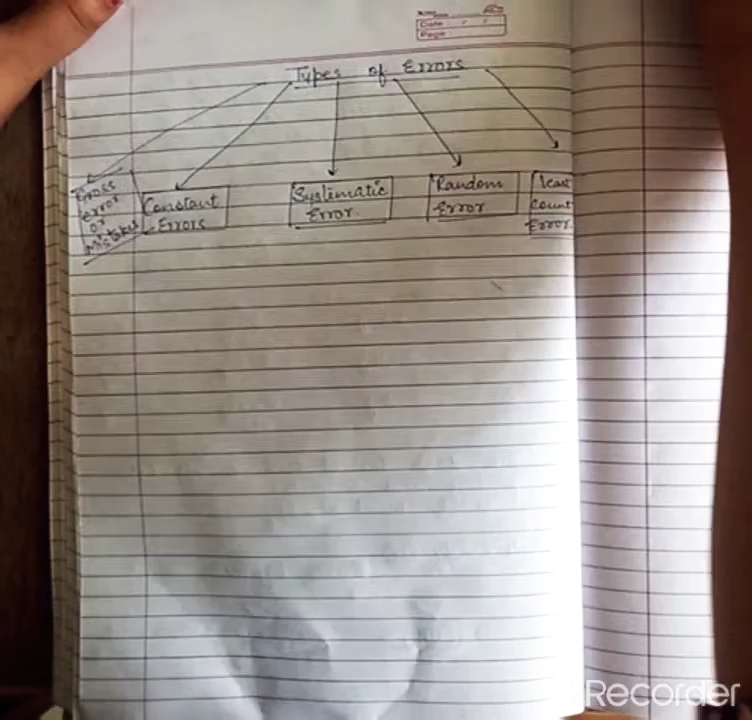 Date : / /
Page
Types of Errors
Gross
error
or
Mistakes
Constant
Errors
Systematic
Error.
Random
Error
least
count
Error.
Recorder